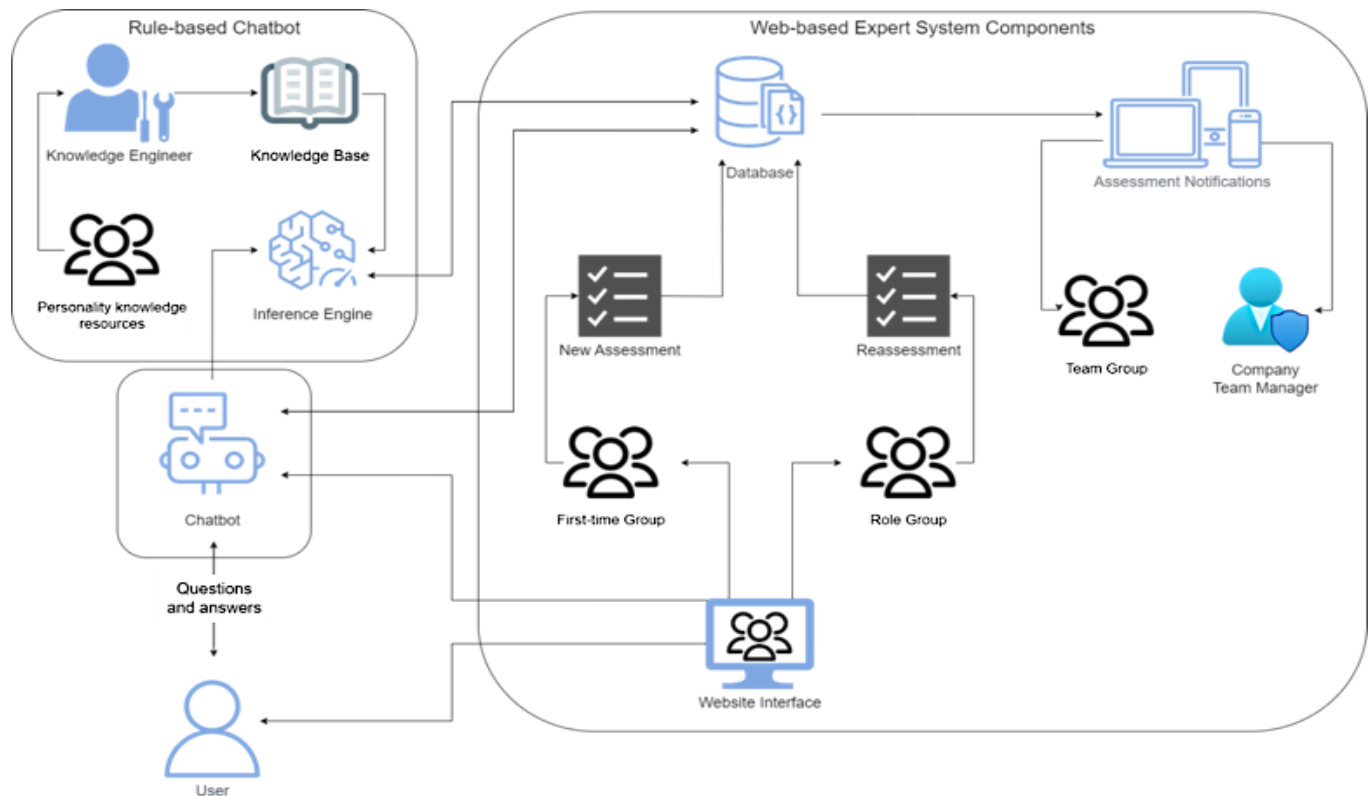 Rule-based Chatbot
Web-based Expert System Components
Knowledge Engineer
Knowledge Base
Database
Assessment Notifications
Personality knowledge
resources
Inference Engine
New Assessment
Reassessment
Team Group
Company
Team Manager
Chatbot
First-time Group
Role Group
Questions
and answers
Website Interface
User